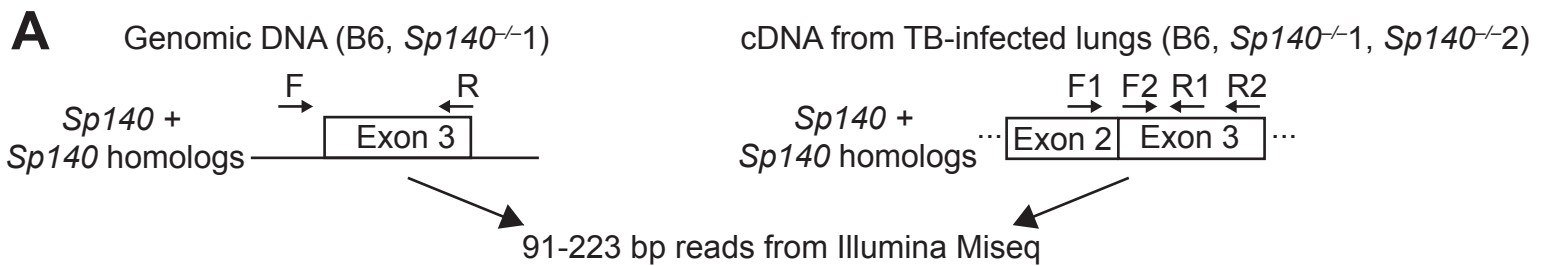 A
Genomic DNA (B6, Sp140–/–1)
cDNA from TB-infected lungs (B6, Sp140–/–1, Sp140–/–2)
F
R
Sp140 +
Sp140 homologs
Exon 3
F1 F2 R1 R2
Sp140 +
Sp140 homologs
... Exon 2 Exon 3 ...
91-223 bp reads from Illumina Miseq